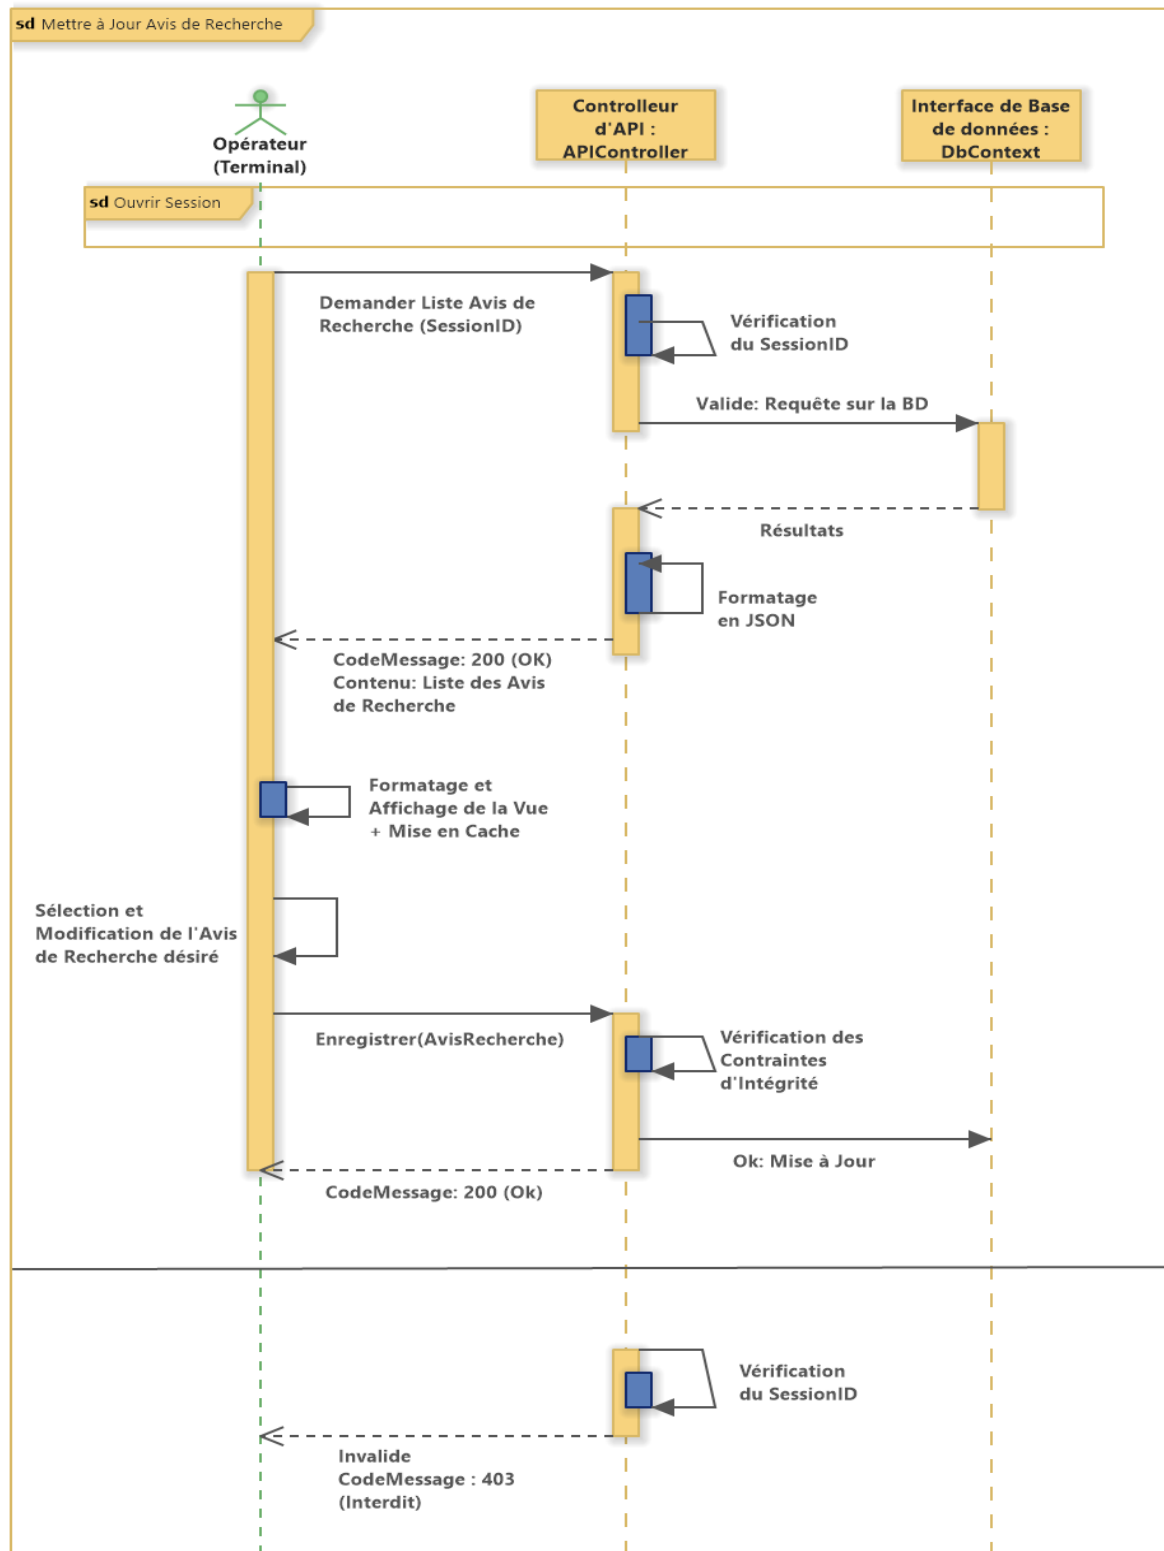 sd Mettre à Jour Avis de Recherche
Opérateur
(Terminal)
Controlleur
d'API :
APIController
Interface de Base
de données :
DbContext
sd Ouvrir Session
Demander Liste Avis de
Recherche (SessionID)
Vérification
du SessionID
Valide: Requête sur la BD
Résultats
Formatage
en JSON
CodeMessage: 200 (OK)
Contenu: Liste des Avis
de Recherche
Formatage et
Affichage de la Vue
+ Mise en Cache
Sélection et
Modification de l'Avis
de Recherche désiré
Enregistrer(AvisRecherche)
Vérification des
Contraintes
d'Intégrité
Ok: Mise à Jour
CodeMessage: 200 (Ok)
Vérification
du SessionID
Invalide
CodeMessage : 403
(Interdit)